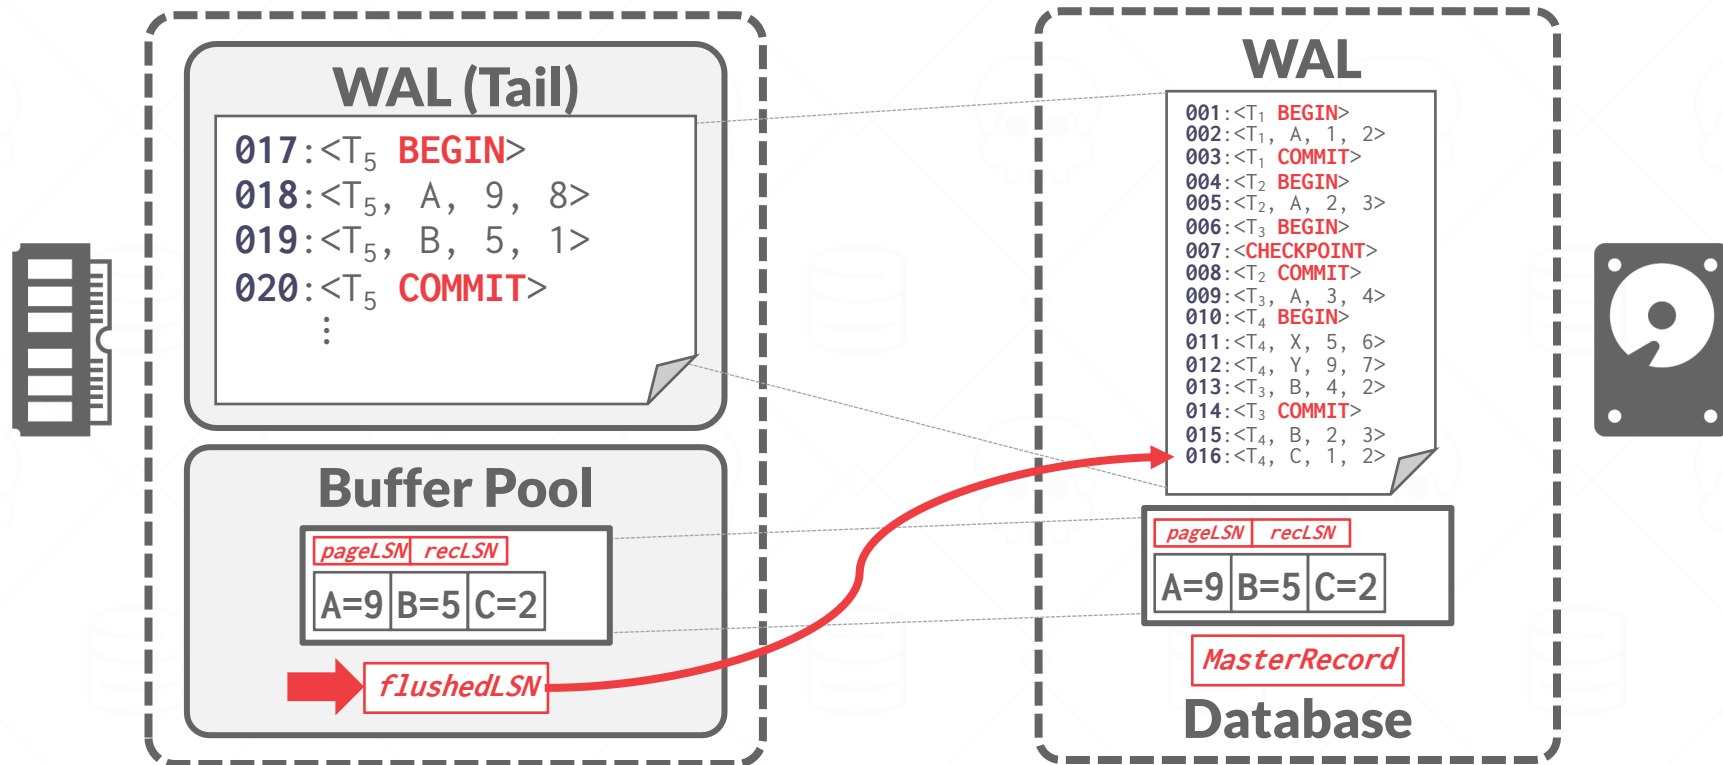 WAL (Tail)
017:<T5 BEGIN>
018:<T5, A, 9, 8>
019:<T5, B, 5, 1>
020:<T5 COMMIT>
⋮
Buffer Pool
pageLSN recLSN
A=9 B=5 C=2
flushedLSN
WAL
001:<T1 BEGIN>
002:<T1, A, 1, 2>
003:<T1 COMMIT>
004:<T2 BEGIN>
005:<T2, A, 2, 3>
006:<T3 BEGIN>
007:<CHECKPOINT>
008:<T2 COMMIT>
009:<T3, A, 3, 4>
010:<T4 BEGIN>
011:<T4, X, 5, 6>
012:<T4, Y, 9, 7>
013:<T3, B, 4, 2>
014:<T3 COMMIT>
015:<T4, B, 2, 3>
016:<T4, C, 1, 2>
pageLSN recLSN
A=9 B=5 C=2
MasterRecord
Database